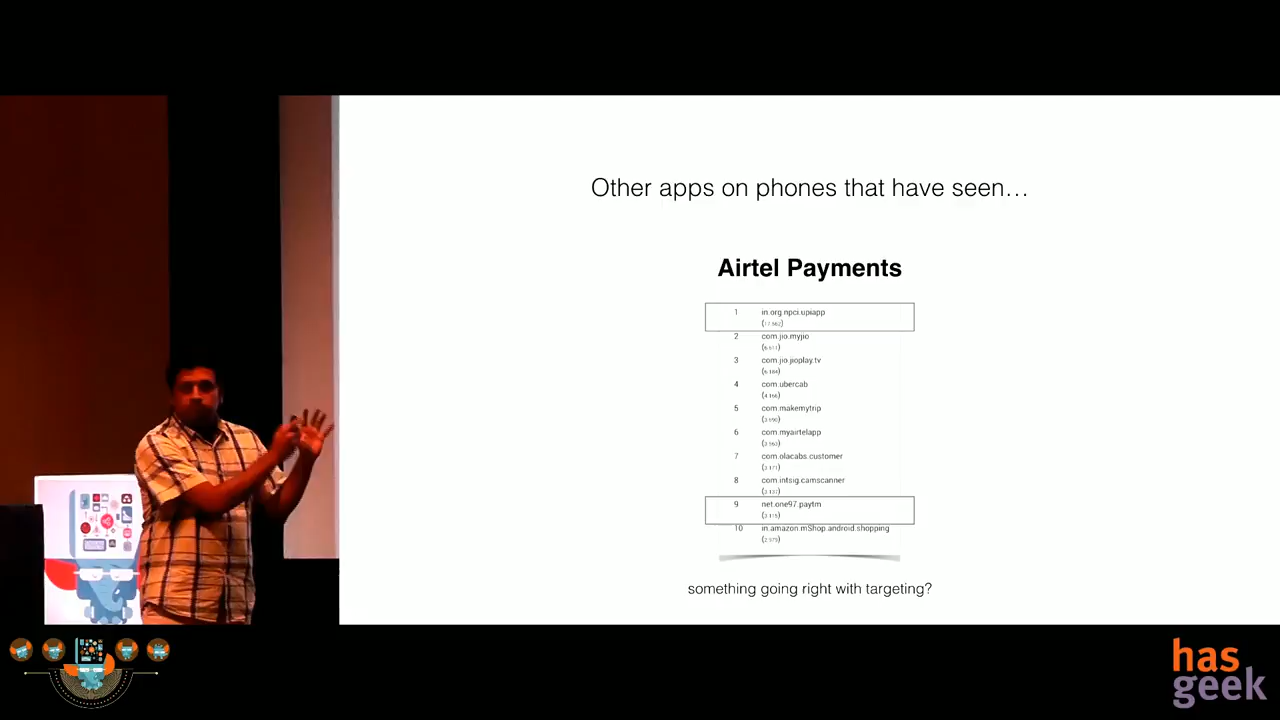 Other apps on phones that have seen…
Airtel Payments
1 in.org.npci.upiapp
2 com.jio.myjio
3 com.jio.jioplay.tv
4 com.ubercab
5 com.makemytrip
6 com.myairtelapp
7 com.olacabs.customer
8 com.intsig.camscanner
9 net.one97.paytm
10 in.amazon.mShop.android.shopping
something going right with targeting?
has
geek